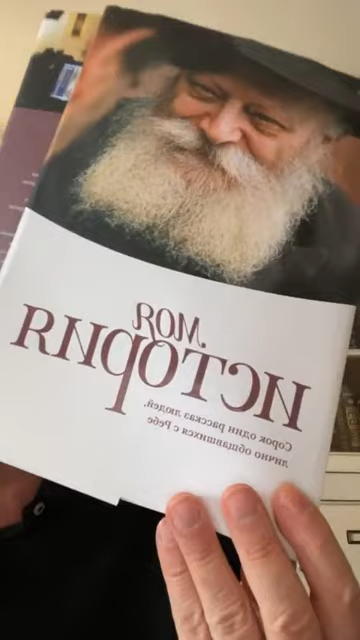 моя
история
Сорок один рассказ людей,
лично общавшихся с Ребе